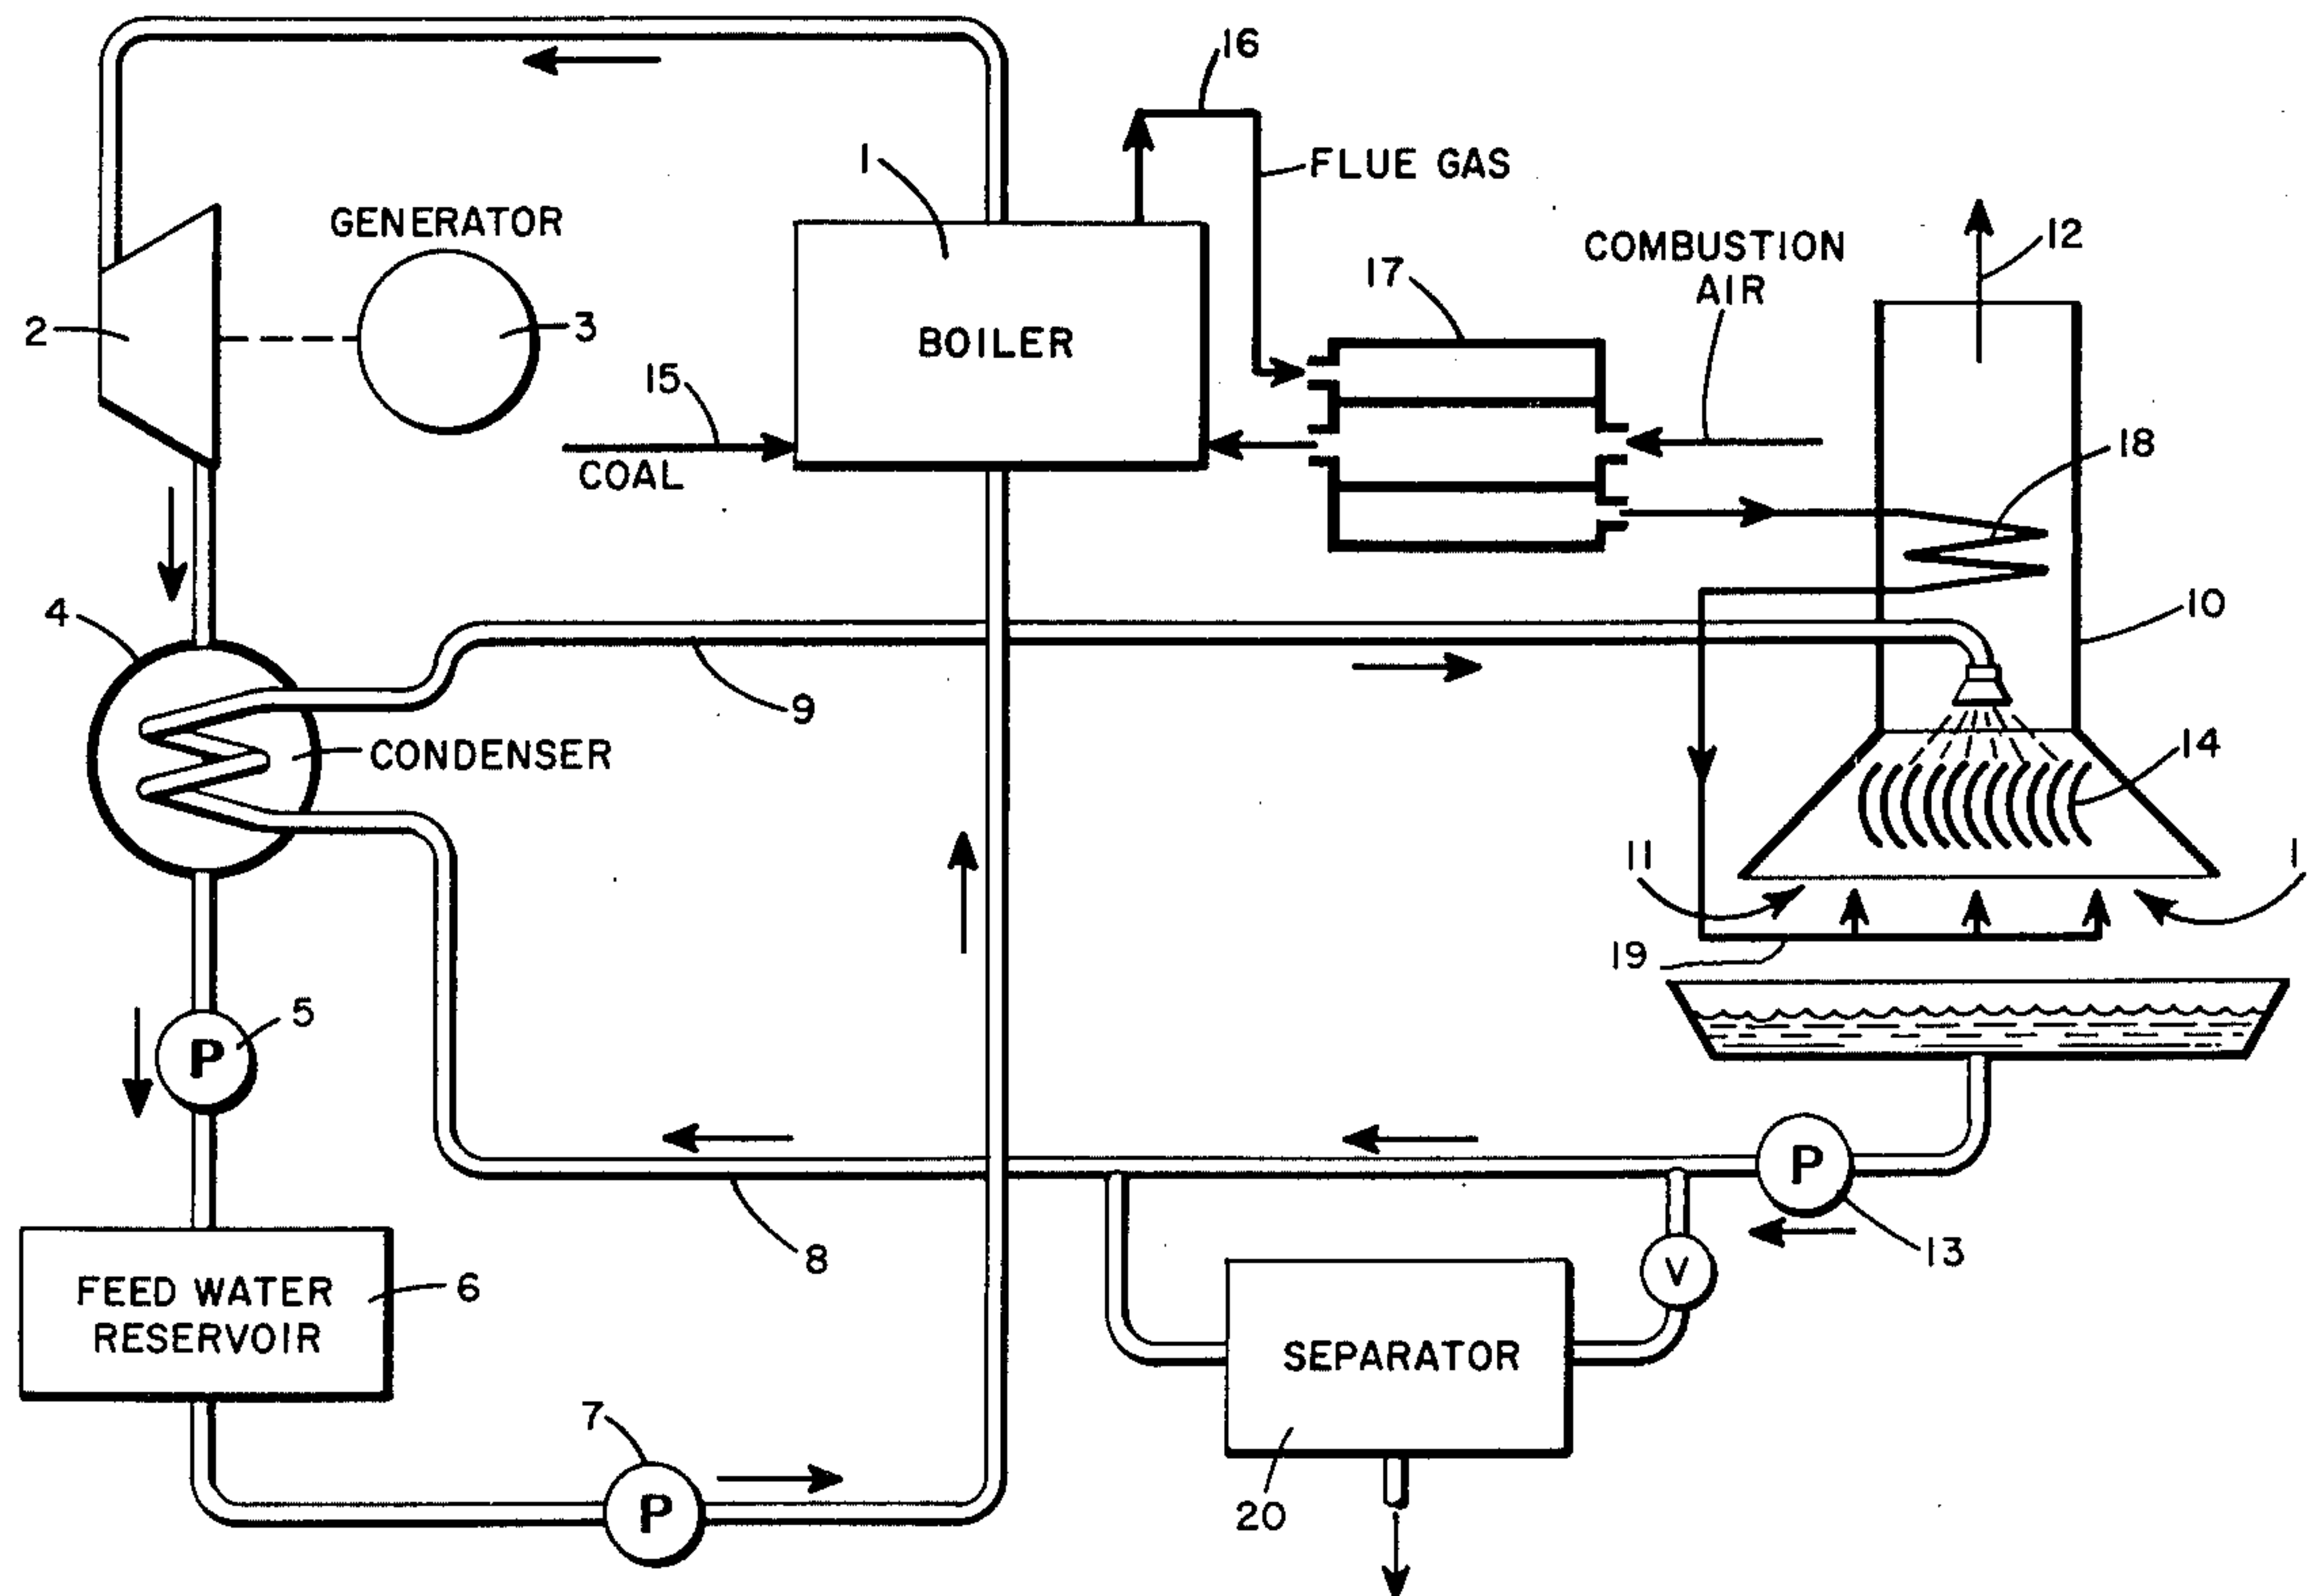 16
1
FLUE GAS
GENERATOR
COMBUSTION
AIR
12
17
2
3
BOILER
15
COAL
18
4
10
9
CONDENSER
14
11
1
19
5
P
P
13
8
V
FEED WATER
RESERVOIR
6
SEPARATOR
7
P
20